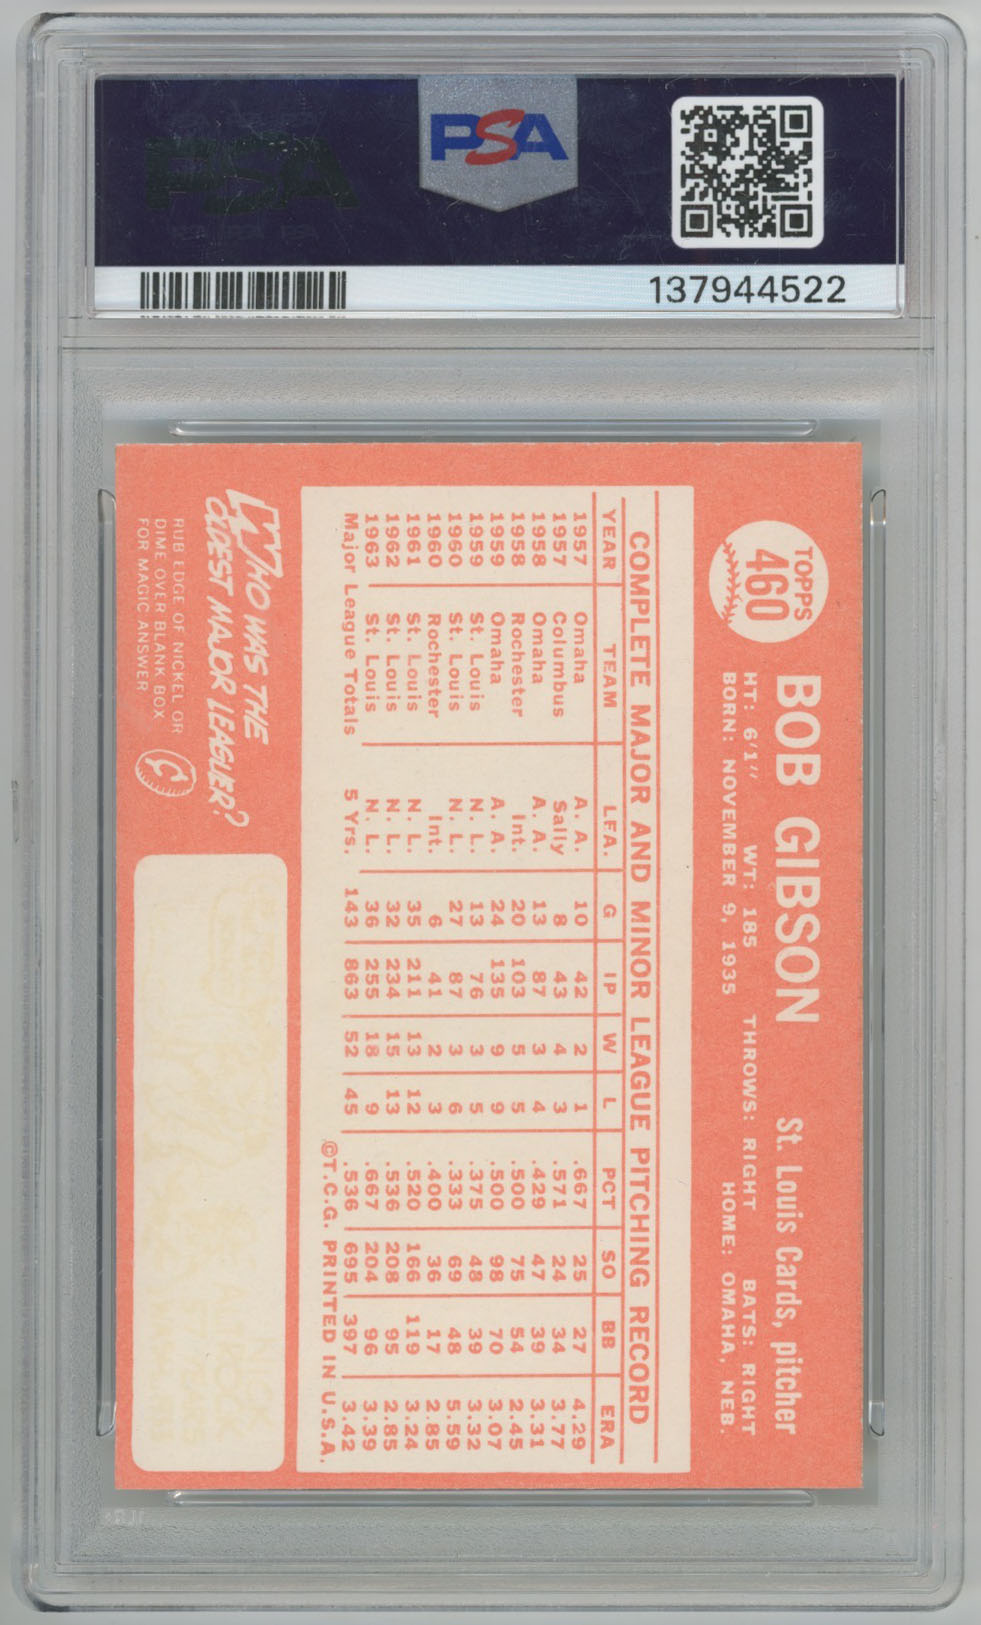 PSA
137944522
TOPPS
460
BOB GIBSON
St. Louis Cards, pitcher
HT: 6'1" WT: 185 THROWS: RIGHT BATS: RIGHT
BORN: NOVEMBER 9, 1935 HOME: OMAHA, NEB.
COMPLETE MAJOR AND MINOR LEAGUE PITCHING RECORD
YEAR TEAM LEA. G IP W L PCT SO BB ERA
1957 Omaha A. A. 10 42 2 1 .667 25 27 4.29
1957 Columbus Sally 8 43 4 3 .571 24 34 3.77
1958 Omaha A. A. 13 87 3 4 .429 47 39 3.31
1958 Rochester Int. 20 103 5 5 .500 75 54 2.45
1959 Omaha A. A. 24 135 9 9 .500 98 70 3.07
1959 St. Louis N. L. 13 76 3 5 .375 48 39 3.32
1960 St. Louis N. L. 27 87 3 6 .333 69 48 5.59
1960 Rochester Int. 6 41 2 3 .400 36 17 2.85
1961 St. Louis N. L. 35 211 13 12 .520 166 119 3.24
1962 St. Louis N. L. 32 234 15 13 .536 208 95 2.85
1963 St. Louis N. L. 36 255 18 9 .667 204 96 3.39
Major League Totals 5 Yrs. 143 863 52 45 .536 695 397 3.42
©T.C.G. PRINTED IN U.S.A.
WHO WAS THE
OLDEST MAJOR LEAGUER?
RUB EDGE OF NICKEL OR
DIME OVER BLANK BOX
FOR MAGIC ANSWER